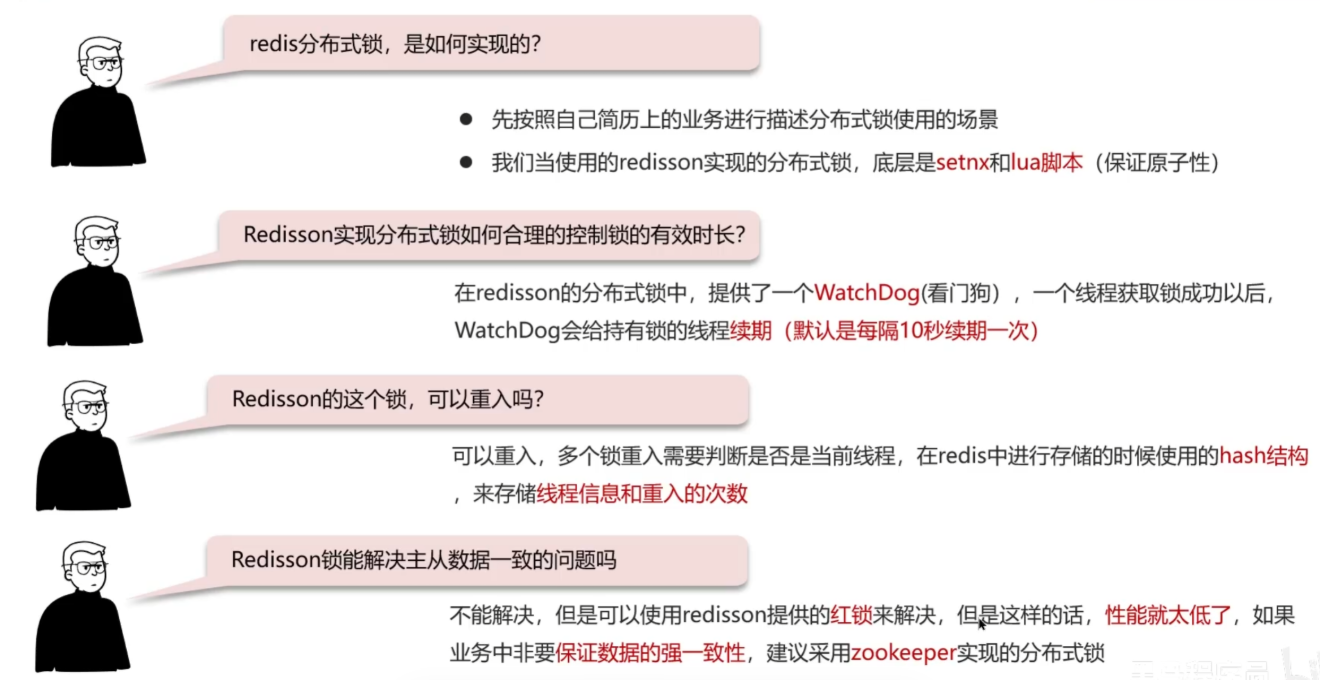 redis分布式锁，是如何实现的？
● 先按照自己简历上的业务进行描述分布式锁使用的场景
● 我们当使用的redisson实现的分布式锁，底层是setnx和lua脚本（保证原子性）
Redisson实现分布式锁如何合理的控制锁的有效时长？
在redisson的分布式锁中，提供了一个WatchDog(看门狗），一个线程获取锁成功以后，
WatchDog会给持有锁的线程续期（默认是每隔10秒续期一次）
Redisson的这个锁，可以重入吗？
可以重入，多个锁重入需要判断是否是当前线程，在redis中进行存储的时候使用的hash结构
，来存储线程信息和重入的次数
Redisson锁能解决主从数据一致的问题吗
不能解决，但是可以使用redisson提供的红锁来解决，但是这样的话，性能就太低了，如果
业务中非要保证数据的强一致性，建议采用zookeeper实现的分布式锁